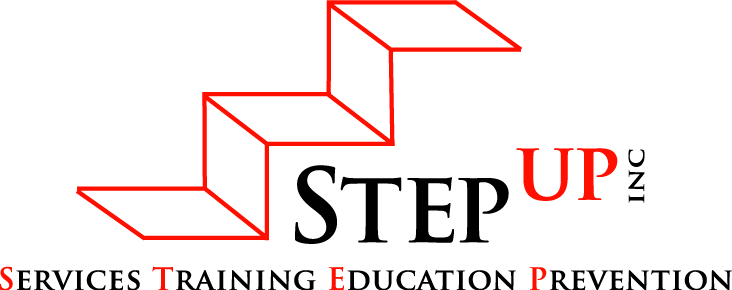 STEP UP INC
SERVICES TRAINING EDUCATION PREVENTION